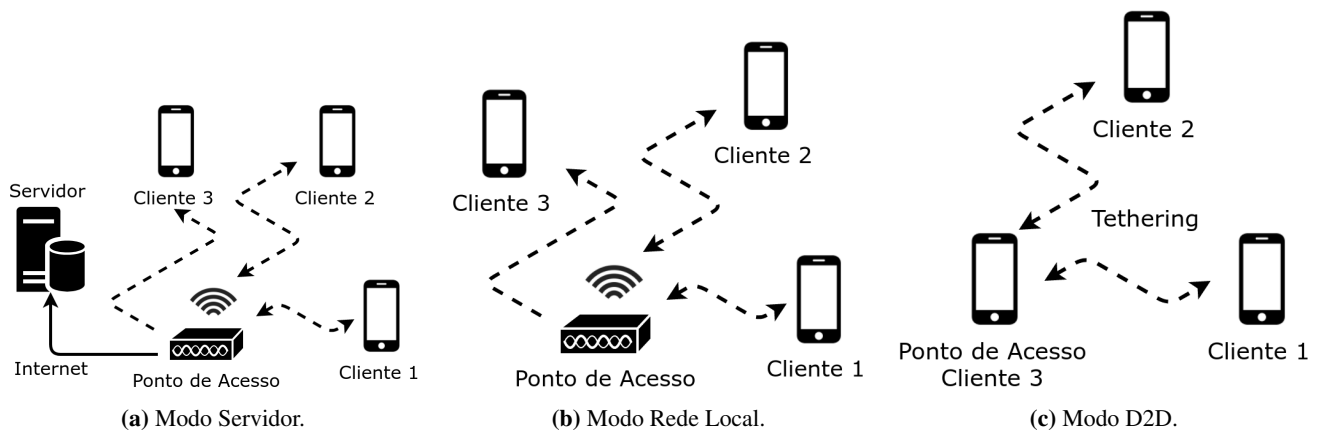 Servidor
Cliente 3
Cliente 2
Internet
Ponto de Acesso
Cliente 1
(a) Modo Servidor.
Cliente 3
Cliente 2
Ponto de Acesso
Cliente 1
(b) Modo Rede Local.
Cliente 2
Tethering
Ponto de Acesso
Cliente 3
Cliente 1
(c) Modo D2D.